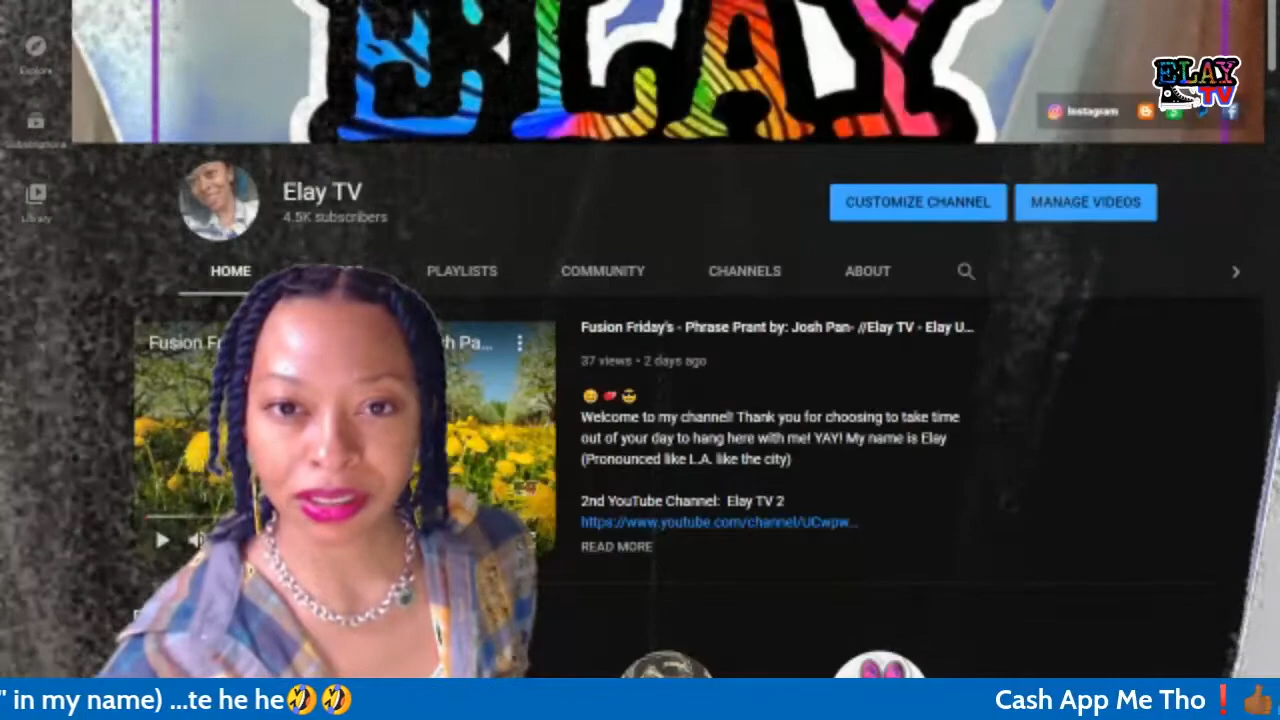 ELAY
ELAY
TV
Explore
Instagram
Subscriptions
Library
Elay TV
4.5K subscribers
CUSTOMIZE CHANNEL
MANAGE VIDEOS
HOME
PLAYLISTS
COMMUNITY
CHANNELS
ABOUT
Fusion Fr
h Pa...
Fusion Friday's - Phrase Prant by: Josh Pan- //Elay TV - Elay U...
37 views • 2 days ago
😊 💋 😎
Welcome to my channel! Thank you for choosing to take time
out of your day to hang here with me! YAY! My name is Elay
(Pronounced like L.A. like the city)
2nd YouTube Channel: Elay TV 2
https://www.youtube.com/channel/UCwpw...
READ MORE
" in my name) ...te he he🤣🤣
Cash App Me Tho❗👍🏾